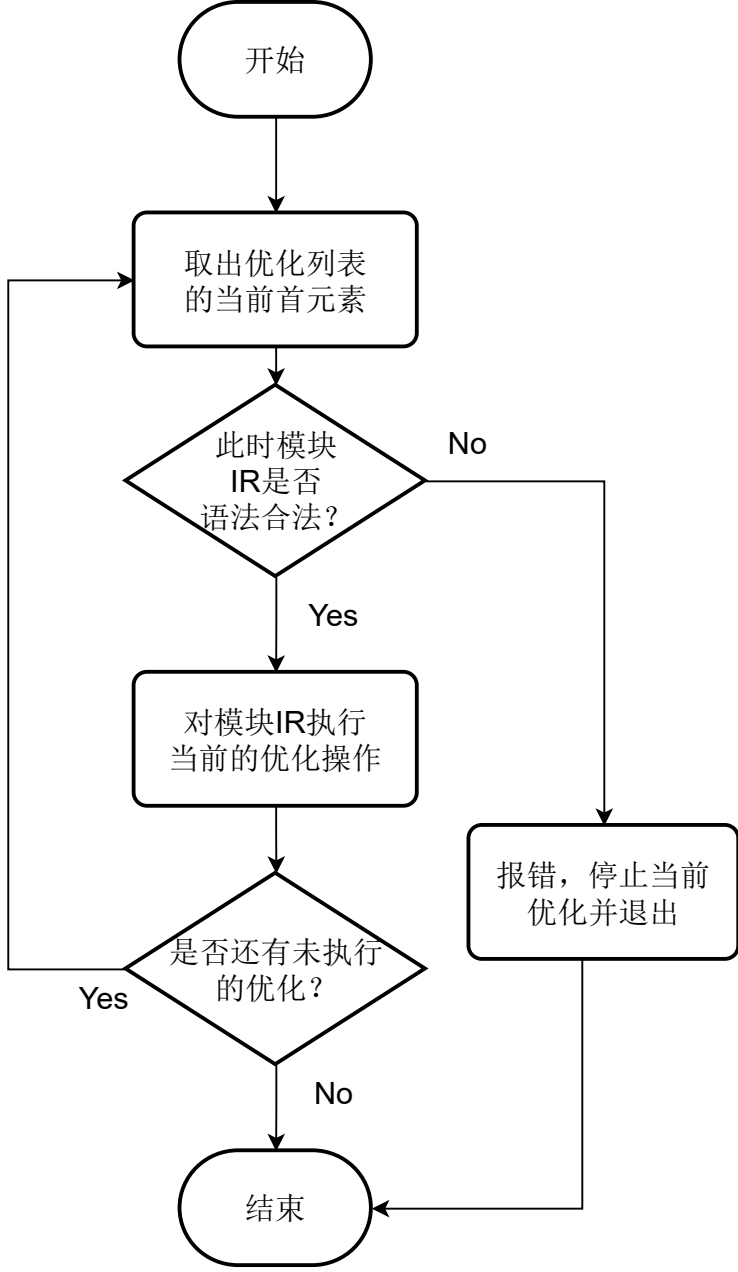 开始
取出优化列表
的当前首元素
此时模块
IR是否
语法合法？
No
Yes
对模块IR执行
当前的优化操作
报错，停止当前
优化并退出
是否还有未执行
的优化？
Yes
No
结束